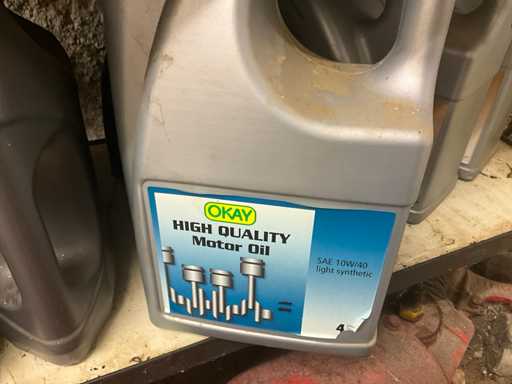 OKAY
HIGH QUALITY
Motor Oil
SAE 10W/40
light synthetic
4